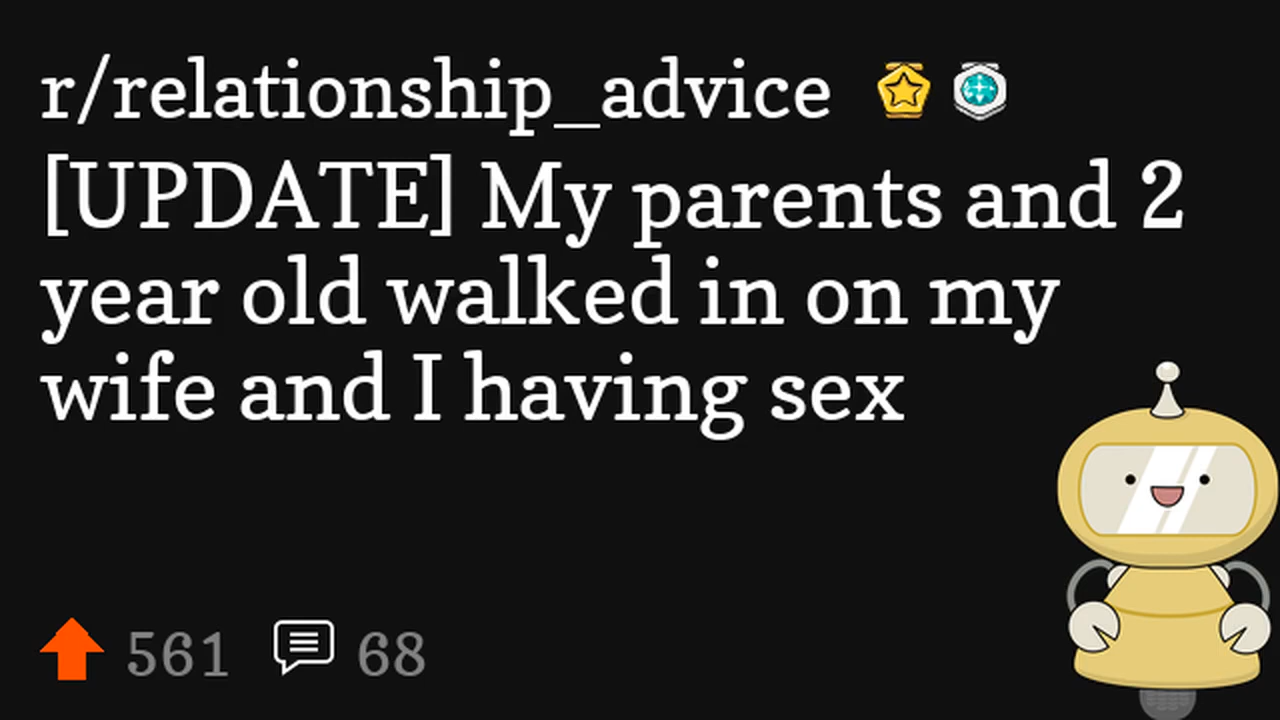 r/relationship_advice
[UPDATE] My parents and 2
year old walked in on my
wife and I having sex
561 68